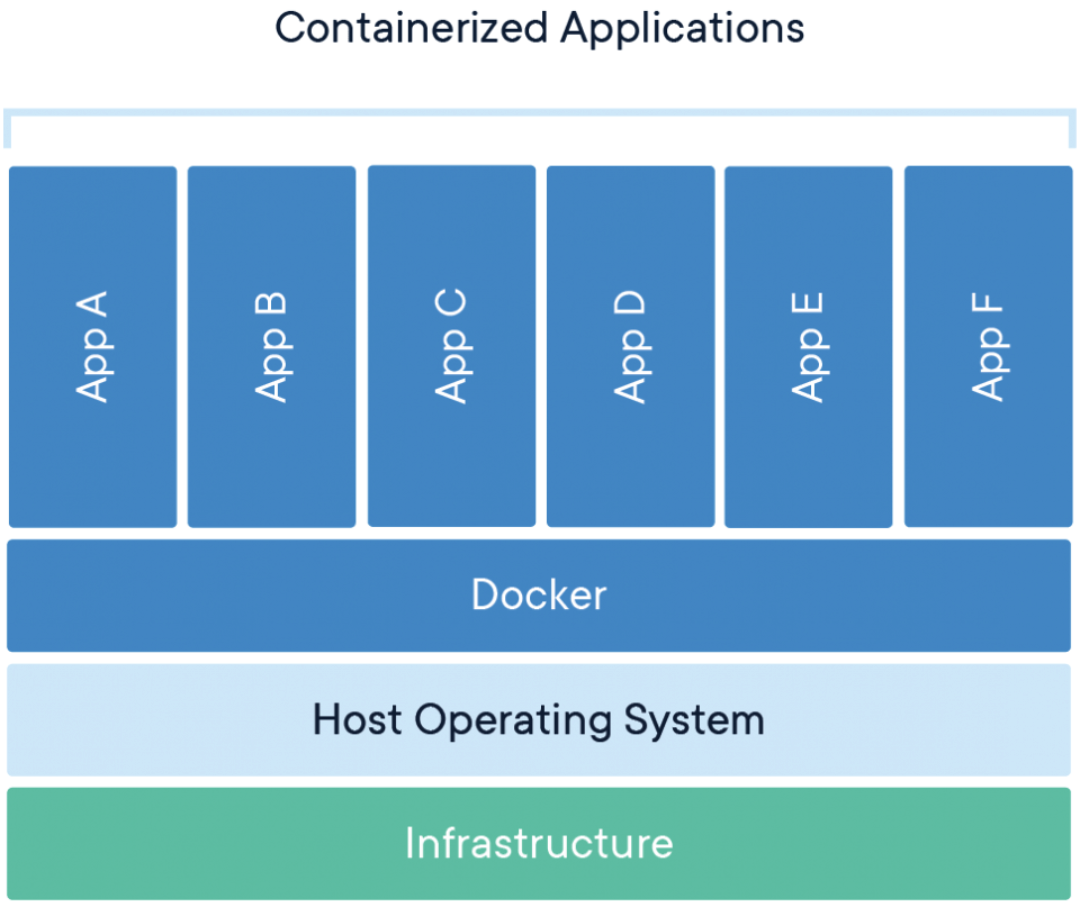 Containerized Applications
App A
App B
App C
App D
App E
App F
Docker
Host Operating System
Infrastructure